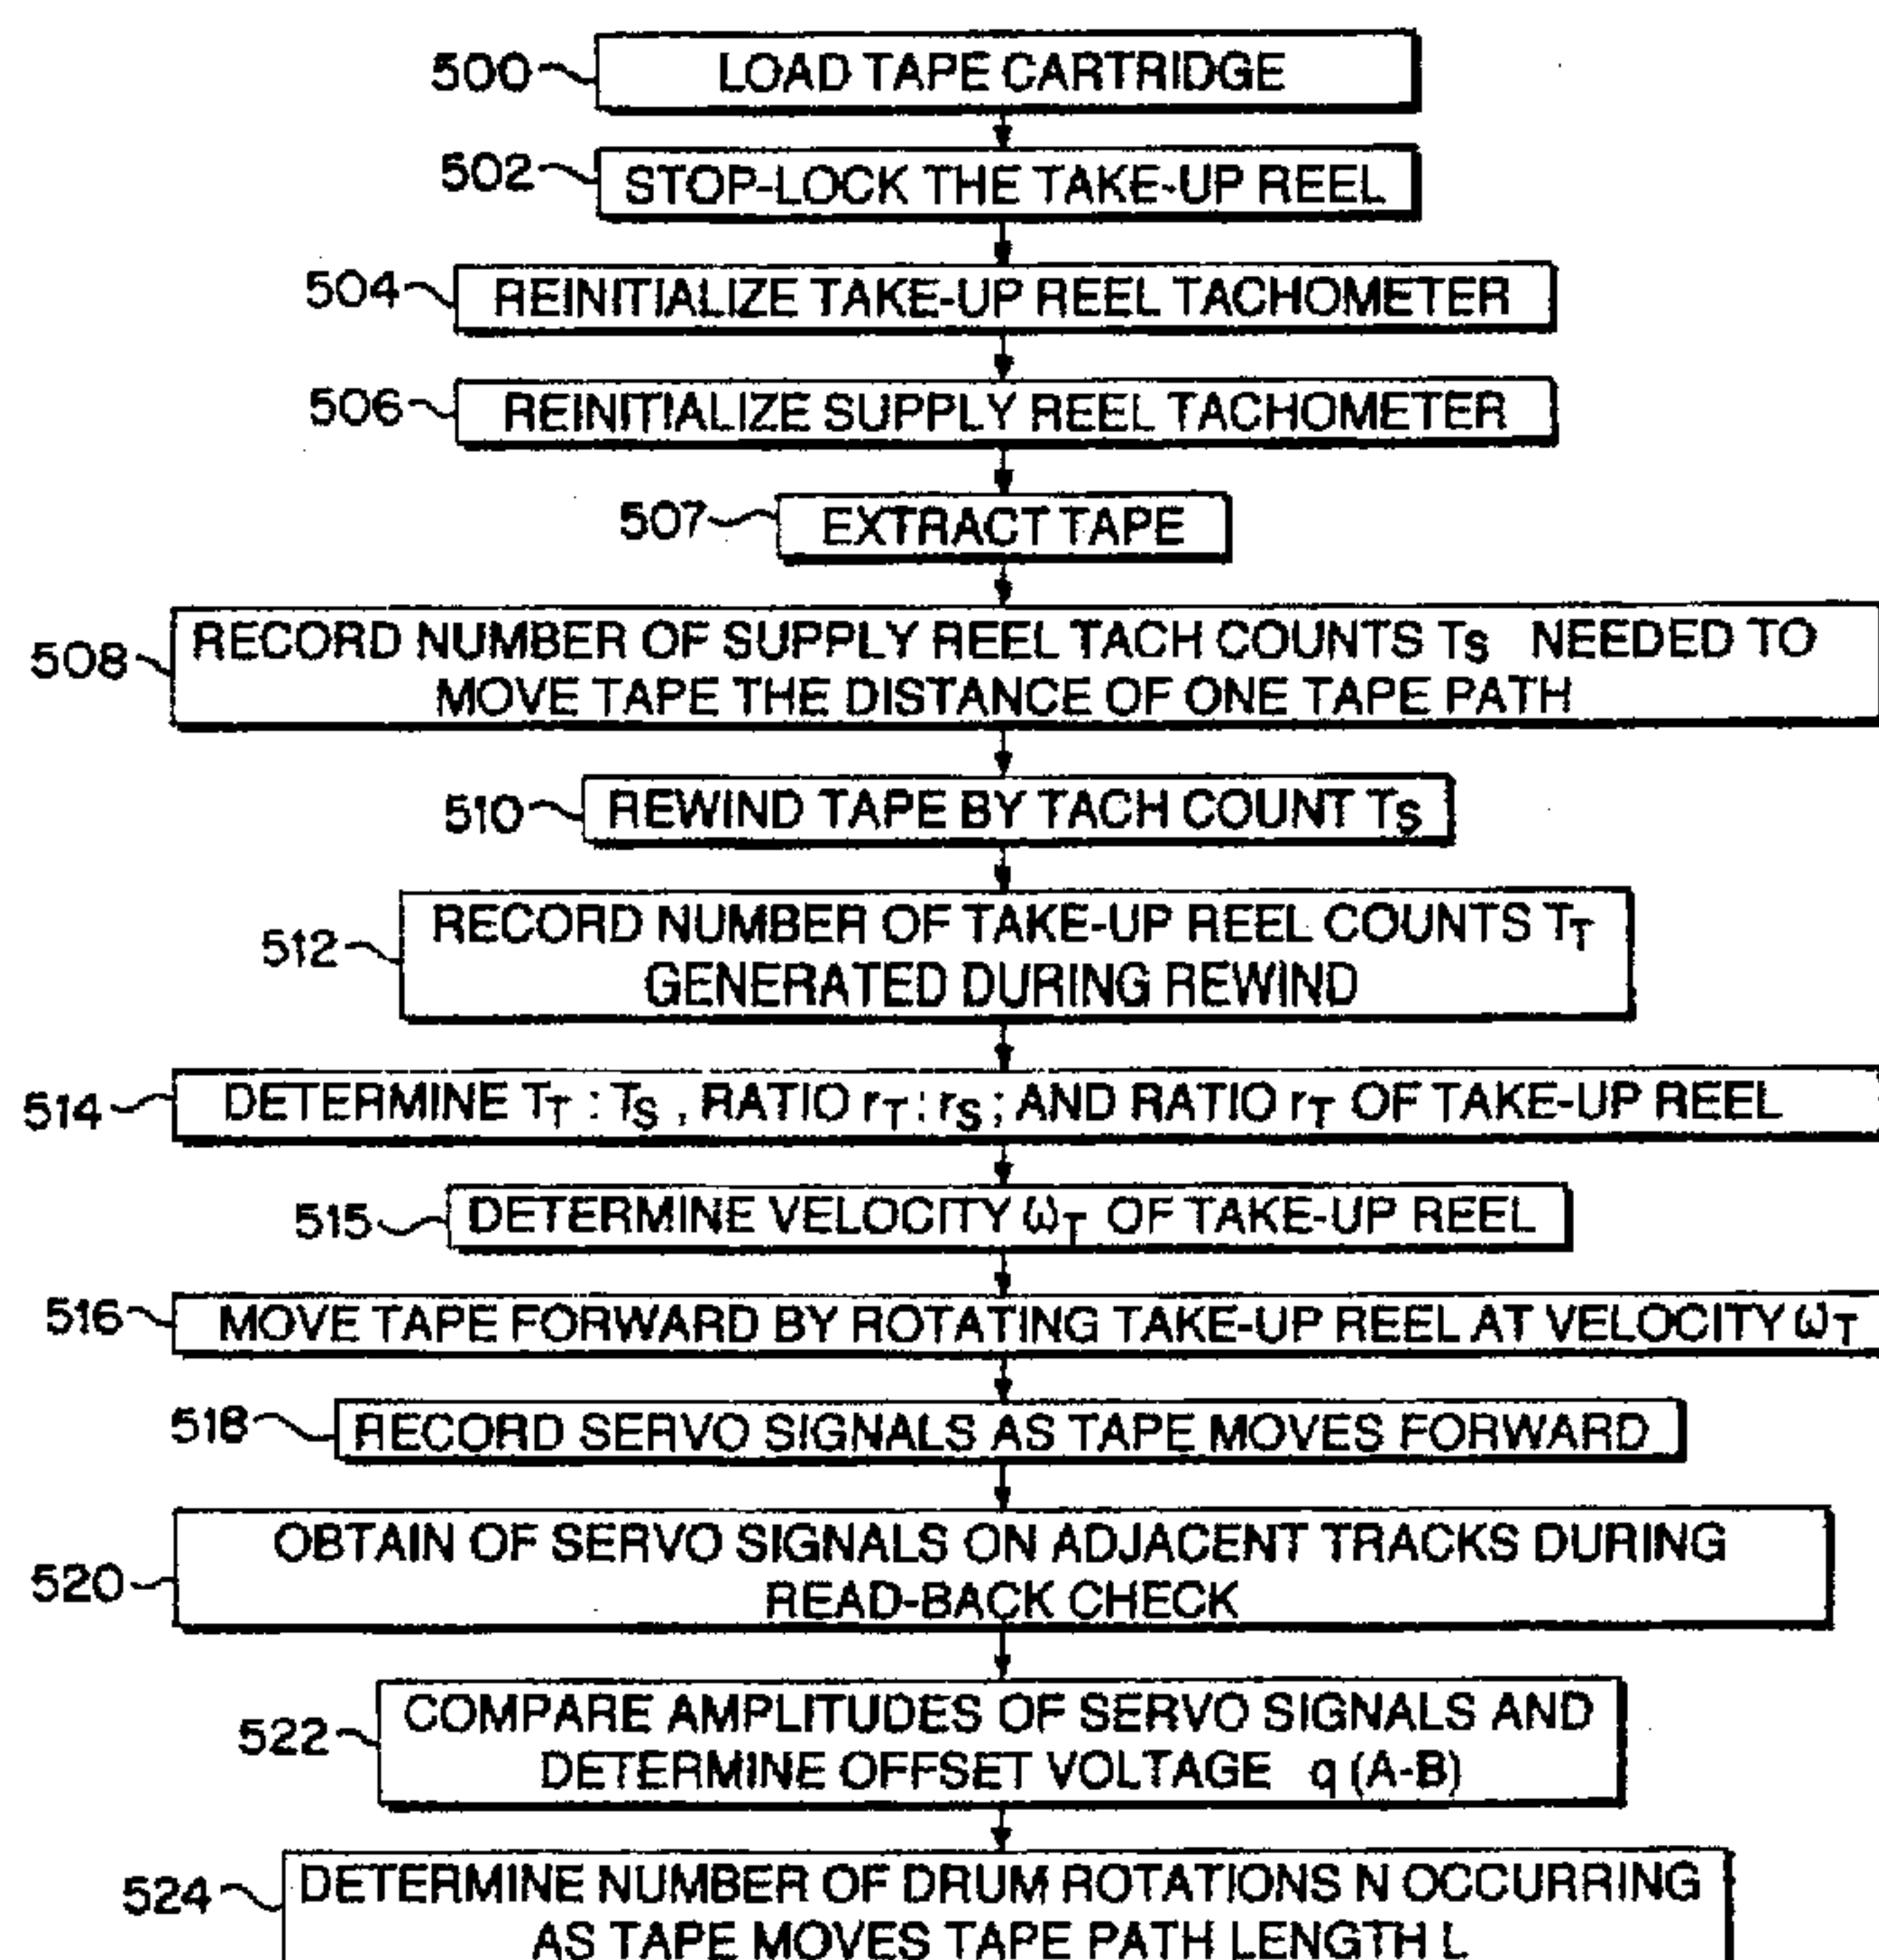 500 LOAD TAPE CARTRIDGE
502 STOP-LOCK THE TAKE-UP REEL
504 REINITIALIZE TAKE-UP REEL TACHOMETER
506 REINITIALIZE SUPPLY REEL TACHOMETER
507 EXTRACT TAPE
508 RECORD NUMBER OF SUPPLY REEL TACH COUNTS TS NEEDED TO
MOVE TAPE THE DISTANCE OF ONE TAPE PATH
510 REWIND TAPE BY TACH COUNT TS
512 RECORD NUMBER OF TAKE-UP REEL COUNTS TT
GENERATED DURING REWIND
514 DETERMINE TT : TS , RATIO rT : rS ; AND RATIO rT OF TAKE-UP REEL
515 DETERMINE VELOCITY ωT OF TAKE-UP REEL
516 MOVE TAPE FORWARD BY ROTATING TAKE-UP REEL AT VELOCITY ωT
518 RECORD SERVO SIGNALS AS TAPE MOVES FORWARD
520 OBTAIN OF SERVO SIGNALS ON ADJACENT TRACKS DURING
READ-BACK CHECK
522 COMPARE AMPLITUDES OF SERVO SIGNALS AND
DETERMINE OFFSET VOLTAGE q (A-B)
524 DETERMINE NUMBER OF DRUM ROTATIONS N OCCURRING
AS TAPE MOVES TAPE PATH LENGTH L